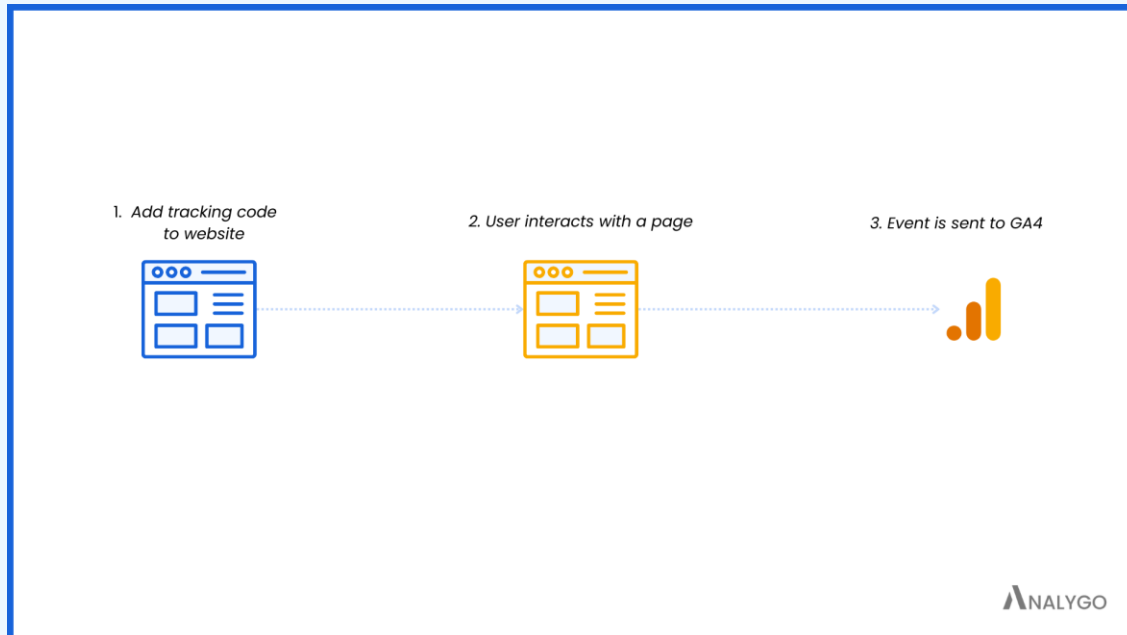 1. Add tracking code
to website
2. User interacts with a page
3. Event is sent to GA4
ANALYGO